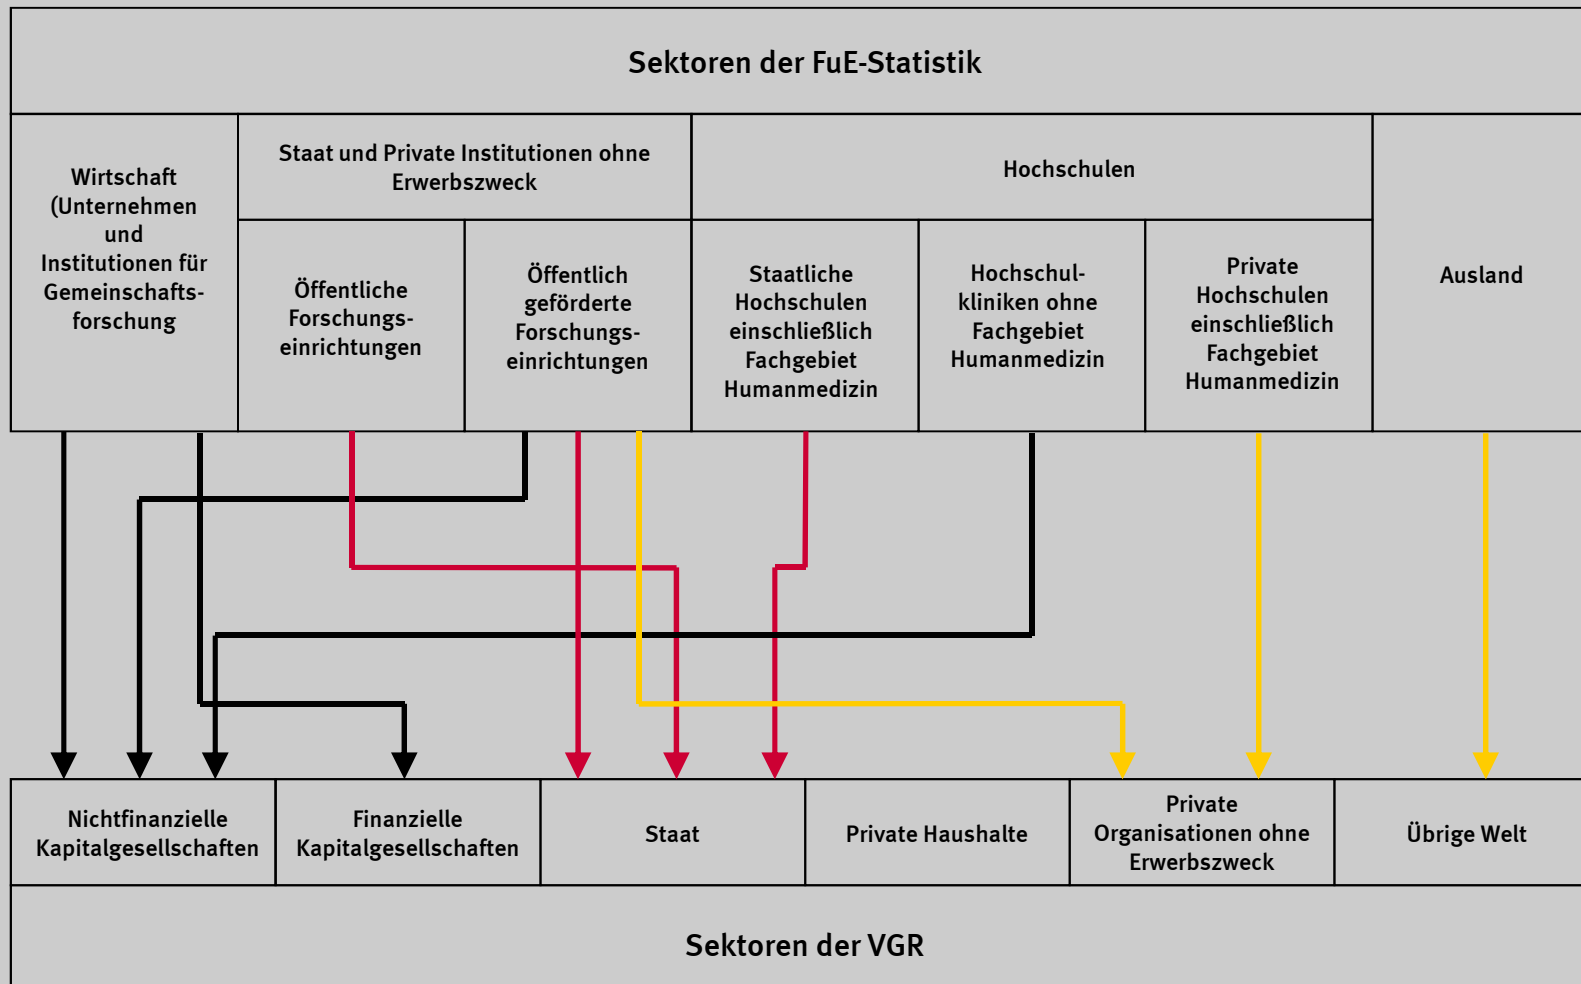 Sektoren der FuE-Statistik
Wirtschaft
(Unternehmen
und
Institutionen für
Gemeinschafts-
forschung
Staat und Private Institutionen ohne
Erwerbszweck
Öffentliche
Forschungs-
einrichtungen
Öffentlich
geförderte
Forschungs-
einrichtungen
Hochschulen
Staatliche
Hochschulen
einschließlich
Fachgebiet
Humanmedizin
Hochschul-
kliniken ohne
Fachgebiet
Humanmedizin
Private
Hochschulen
einschließlich
Fachgebiet
Humanmedizin
Ausland
Nichtfinanzielle
Kapitalgesellschaften
Finanzielle
Kapitalgesellschaften
Staat
Private Haushalte
Private
Organisationen ohne
Erwerbszweck
Übrige Welt
Sektoren der VGR